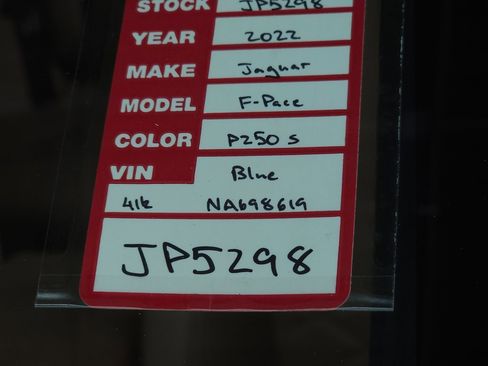 STOCK JP5298
YEAR 2022
MAKE Jaguar
MODEL F-Pace
COLOR P250 S
VIN Blue
41k NA698619
JP5298